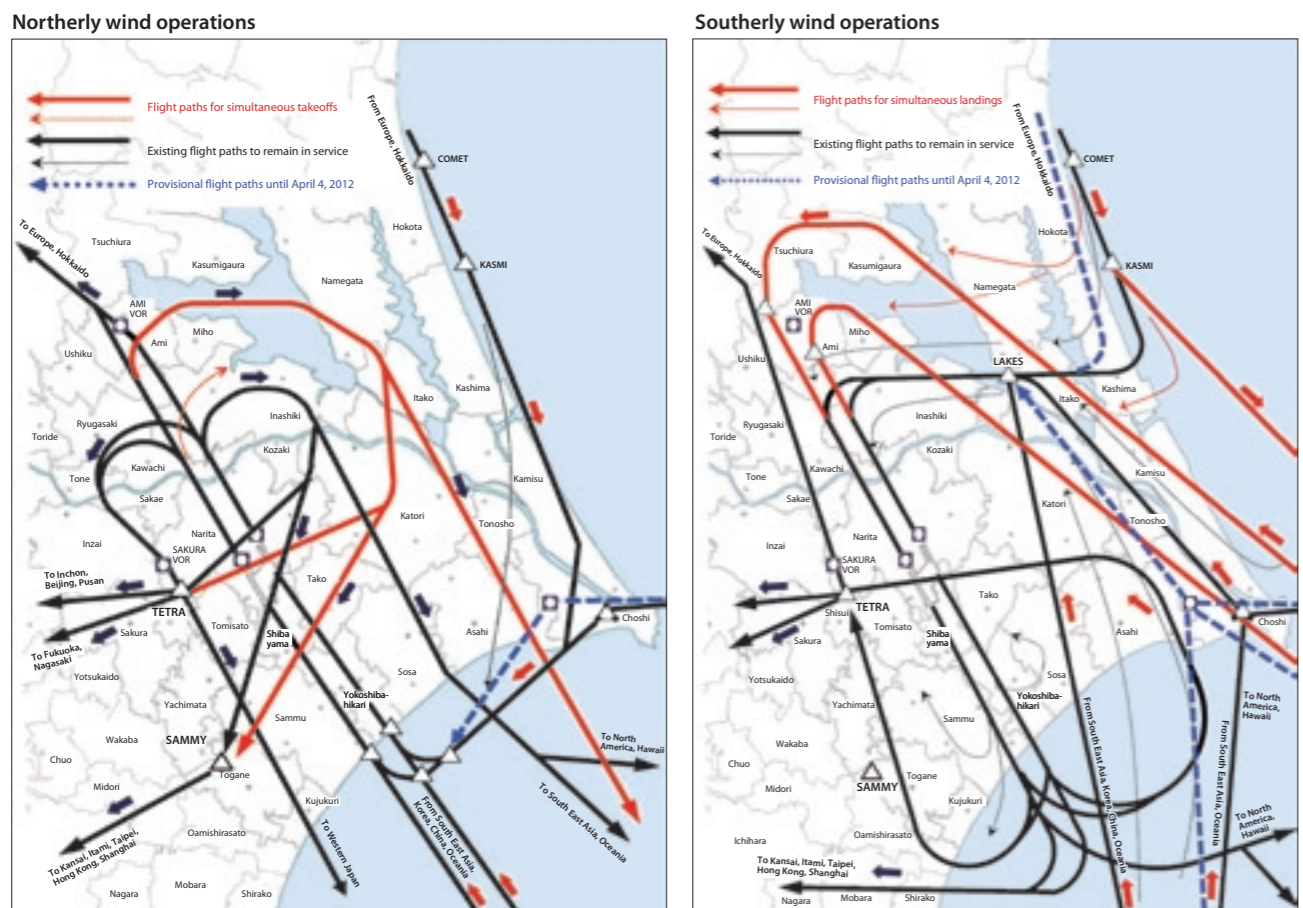 Northerly wind operations
Flight paths for simultaneous takeoffs
Existing flight paths to remain in service
Provisional flight paths until April 4, 2012
From Europe, Hokkaido
COMET
Hokota
KASMI
To Europe, Hokkaido
Tsuchiura
Kasumigaura
Namegata
AMI
VOR
Ami
Miho
Ushiku
Kashima
Itako
Inashiki
Ryugasaki
Toride
Kozaki
Kawachi
Tone
Sakae
Kamisu
Katori
Tonosho
Narita
Inzai
SAKURA
VOR
Tako
To Inchon,
Beijing, Pusan
TETRA
Choshi
Sakura
Tomisato
Shiba
yama
Asahi
To Fukuoka,
Nagasaki
Yotsukaido
Sosa
Yachimata
Yokoshiba-
hikari
Sammu
SAMMY
Wakaba
To North
America, Hawaii
Chuo
Togane
Midori
Kujukuri
To South East Asia, Oceania
From South East Asia,
Korea, China, Oceania
Oamishirasato
To Western Japan
To Kansai, Itami, Taipei,
Hong Kong, Shanghai
Mobara
Nagara
Shirako
Southerly wind operations
Flight paths for simultaneous landings
Existing flight paths to remain in service
Provisional flight paths until April 4, 2012
From Europe, Hokkaido
COMET
Hokota
KASMI
To Europe, Hokkaido
Tsuchiura
Kasumigaura
Namegata
AMI
VOR
Miho
Ami
Ushiku
LAKES
Kashima
Itako
Inashiki
Ryugasaki
Toride
Kozaki
Kawachi
Tone
Sakae
Kamisu
Katori
Tonosho
Narita
Inzai
SAKURA
VOR
Tako
TETRA
Shisui
Choshi
Sakura
Tomisato
Shiba
yama
Asahi
Yotsukaido
Sosa
Yachimata
Yokoshiba-
hikari
To North
America,
Hawaii
Sammu
Wakaba
Chuo
SAMMY
Togane
Midori
Kujukuri
From South East Asia, Korea, China, Oceania
From South East Asia, Oceania
Oamishirasato
Ichihara
To North
America,
Hawaii
To Kansai, Itami, Taipei,
Hong Kong, Shanghai
Nagara
Mobara
Shirako